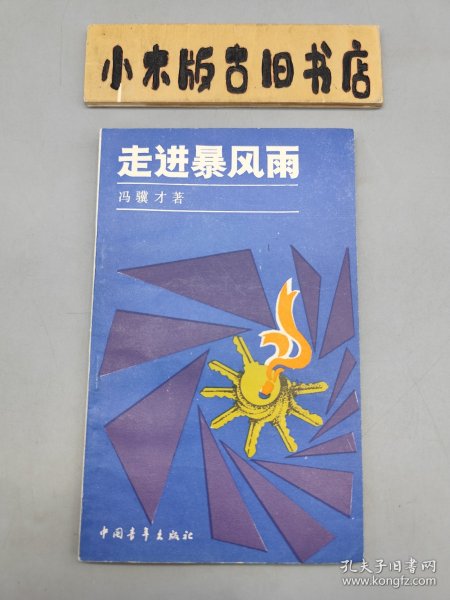 小木版古旧书店
走进暴风雨
冯骥才著
中国青年出版社
孔夫子旧书网
www.kongfz.com